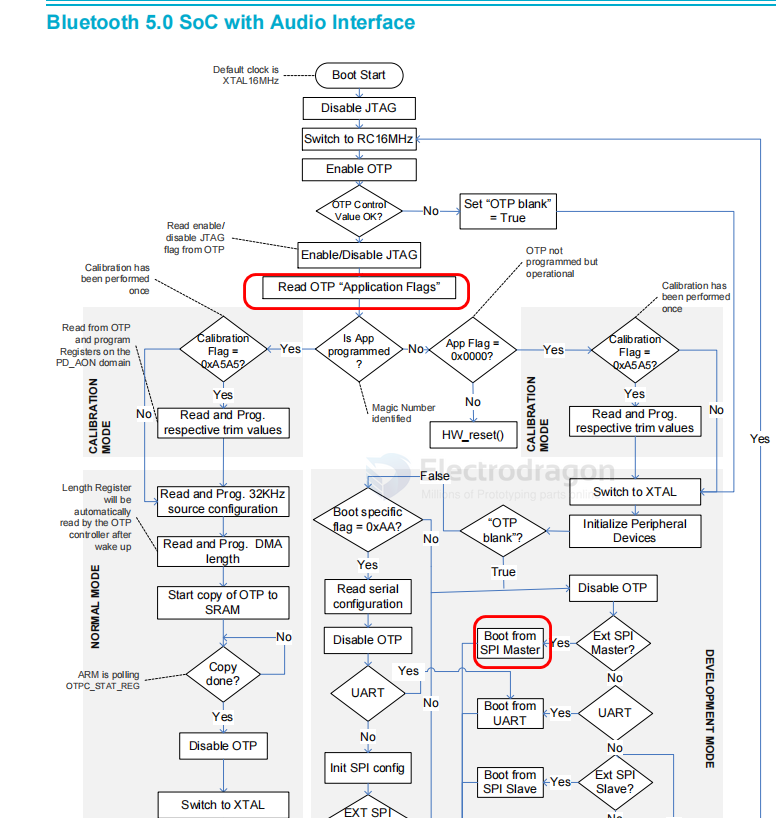 Bluetooth 5.0 SoC with Audio Interface
Default clock is
XTAL16MHz
Boot Start
Disable JTAG
Switch to RC16MHz
Enable OTP
OTP Control
Value OK?
No
Set “OTP blank”
= True
Read enable/
disable JTAG
flag from OTP
Enable/Disable JTAG
OTP not
programmed but
operational
Calibration has
been performed
once
Read OTP “Application Flags”
Calibration has
been performed
once
Read from OTP
and program
Registers on the
PD_AON domain
Calibration
Flag =
0xA5A5?
Yes
Is App
programmed
?
No
App Flag =
0x0000?
Yes
Calibration
Flag =
0xA5A5?
Yes
No
Yes
CALIBRATION
MODE
No
Read and Prog.
respective trim values
Magic Number
identified
HW_reset()
CALIBRATION
MODE
Read and Prog.
respective trim values
No
Yes
Electrodragon
Millions of Prototyping parts online
Length Register
will be
automatically
read by the OTP
controller after
wake up
Read and Prog. 32KHz
source configuration
False
Switch to XTAL
Boot specific
flag = 0xAA?
No
“OTP
blank”?
Initialize Peripheral
Devices
Read and Prog. DMA
length
Yes
True
NORMAL MODE
Start copy of OTP to
SRAM
Read serial
configuration
Disable OTP
No
Disable OTP
Boot from
SPI Master
Yes
Ext SPI
Master?
ARM is polling
OTPC_STAT_REG
Copy
done?
Yes
No
UART
No
Boot from
UART
Yes
UART
DEVELOPMENT MODE
Yes
No
No
Disable OTP
Init SPI config
Boot from
SPI Slave
Yes
Ext SPI
Slave?
Switch to XTAL
EXT SPI
No